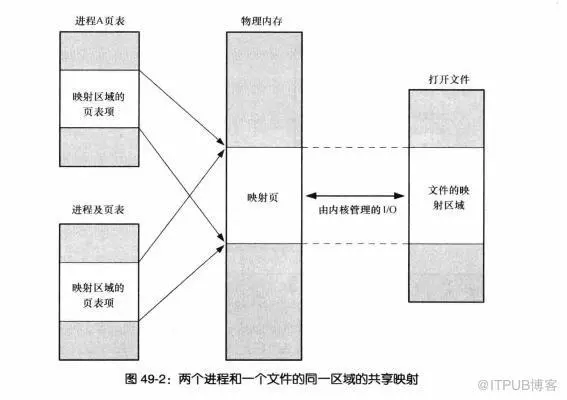 进程A页表
映射区域的
页表项
进程及页表
映射区域的
页表项
物理内存
映射页
由内核管理的I/O
打开文件
文件的映
射区域
图 49-2：两个进程和一个文件的同一区域的共享映射
@ITPUB博客